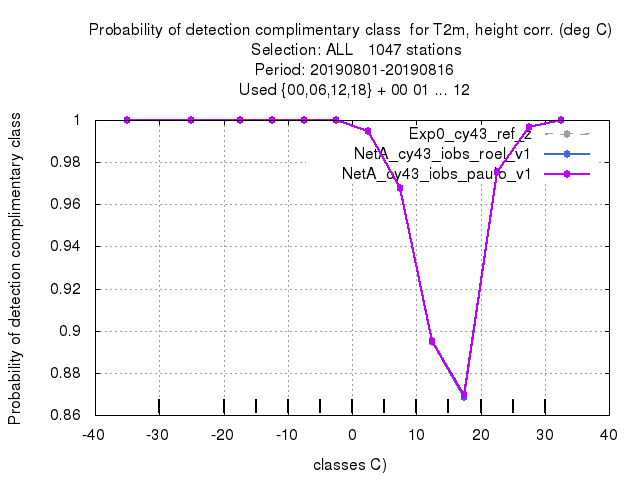 Probability of detection complimentary class  for T2m, height corr. (deg C)
Selection: ALL   1047 stations
Period: 20190801-20190816
Used {00,06,12,18} + 00 01 ... 12
Probability of detection complimentary class
1
0.98
0.96
0.94
0.92
0.9
0.88
0.86
Exp0_cy43_ref_z
NetA_cy43_iobs_roel_v1
NetA_cy43_iobs_paulo_v1
-40 -30 -20 -10 0 10 20 30 40
classes C)